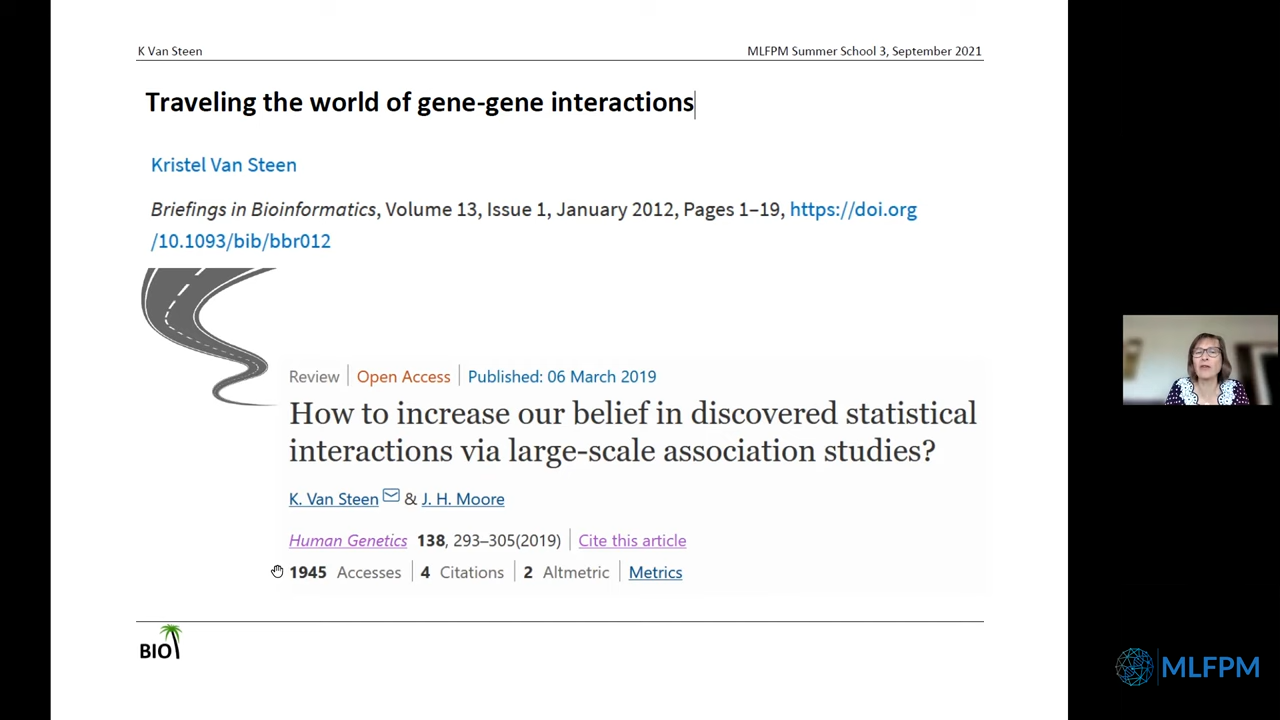 K Van Steen
MLFPM Summer School 3, September 2021
Traveling the world of gene-gene interactions
Kristel Van Steen
Briefings in Bioinformatics, Volume 13, Issue 1, January 2012, Pages 1–19, https://doi.org
/10.1093/bib/bbr012
Review | Open Access | Published: 06 March 2019
How to increase our belief in discovered statistical
interactions via large-scale association studies?
K. Van Steen & J. H. Moore
Human Genetics 138, 293–305(2019) | Cite this article
1945 Accesses | 4 Citations | 2 Altmetric | Metrics
BIO
MLFPM